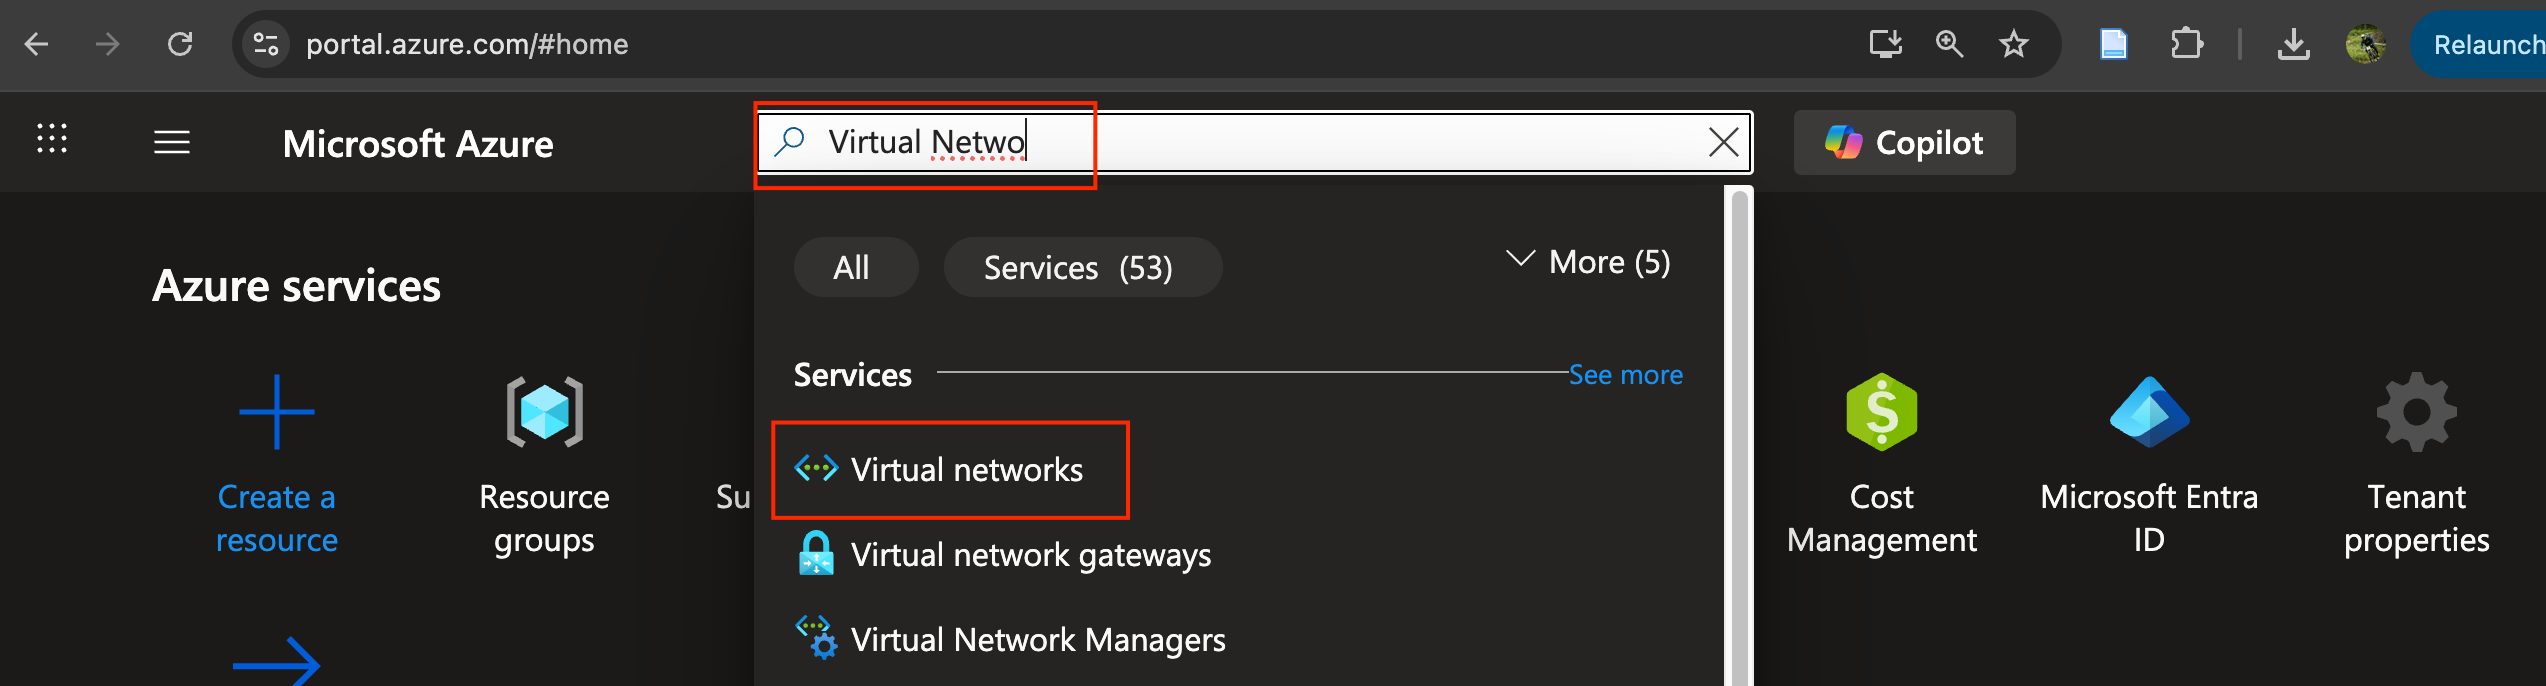 portal.azure.com/#home
Relaunch
Microsoft Azure
Virtual Netwo
Copilot
All
Services (53)
More (5)
Azure services
Services
See more
Create a
resource
Resource
groups
Su
Virtual networks
Virtual network gateways
Virtual Network Managers
Cost
Management
Microsoft Entra
ID
Tenant
properties